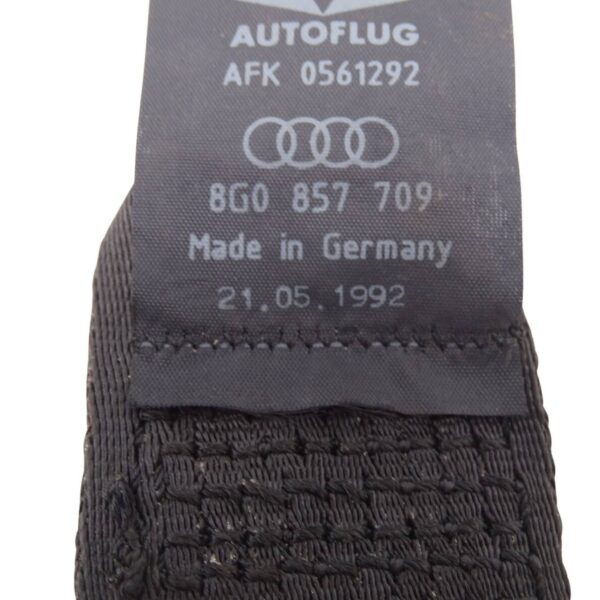 AUTOFLUG
AFK 0561292
8G0 857 709
Made in Germany
21.05.1992